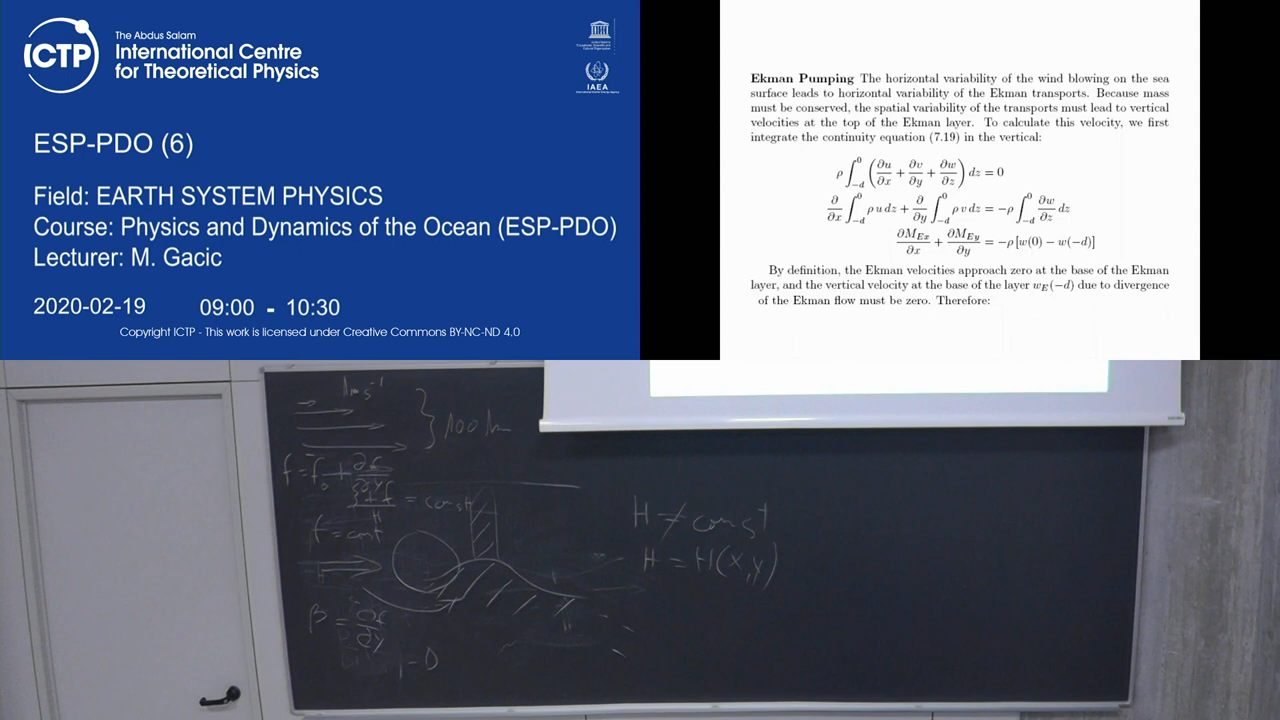 ICTP
The Abdus Salam
International Centre
for Theoretical Physics
IAEA
ESP-PDO (6)
Field: EARTH SYSTEM PHYSICS
Course: Physics and Dynamics of the Ocean (ESP-PDO)
Lecturer: M. Gacic
2020-02-19 09:00 - 10:30
Copyright ICTP - This work is licensed under Creative Commons BY-NC-ND 4.0
Ekman Pumping The horizontal variability of the wind blowing on the sea
surface leads to horizontal variability of the Ekman transports. Because mass
must be conserved, the spatial variability of the transports must lead to vertical
velocities at the top of the Ekman layer. To calculate this velocity, we first
integrate the continuity equation (7.19) in the vertical:
ρ∫_{-d}^{0} (∂u/∂x + ∂v/∂y + ∂w/∂z) dz = 0
∂/∂x ∫_{-d}^{0} ρ u dz + ∂/∂y ∫_{-d}^{0} ρ v dz = −ρ ∫_{-d}^{0} ∂w/∂z dz
∂M_{Ex}/∂x + ∂M_{Ey}/∂y = −ρ [w(0) − w(−d)]
By definition, the Ekman velocities approach zero at the base of the Ekman
layer, and the vertical velocity at the base of the layer w_E(−d) due to divergence
of the Ekman flow must be zero. Therefore:
1 m s⁻¹
} 100 km
f = f₀ + ∂f/∂y
= const
f = cost
H ≠ const
H = H(x,y)
β = ∂f/∂y